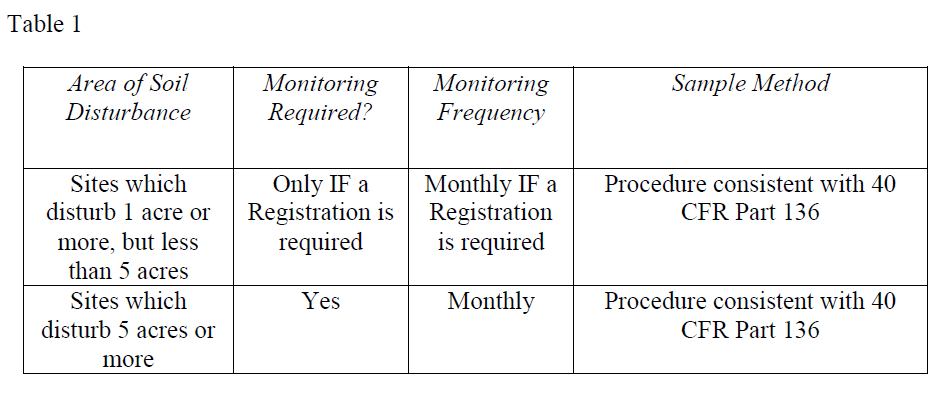 Table 1
Area of Soil
Disturbance
Monitoring
Required?
Monitoring
Frequency
Sample Method
Sites which
disturb 1 acre or
more, but less
than 5 acres
Only IF a
Registration is
required
Monthly IF a
Registration
is required
Procedure consistent with 40
CFR Part 136
Sites which
disturb 5 acres or
more
Yes
Monthly
Procedure consistent with 40
CFR Part 136